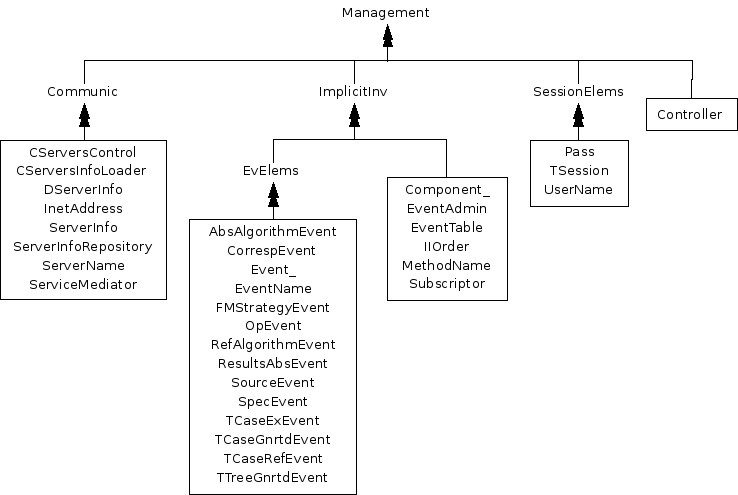 Management
Communic
ImplicitInv
SessionElems
Controller
CServersControl
CServersInfoLoader
DServerInfo
InetAddress
ServerInfo
ServerInfoRepository
ServerName
ServiceMediator
EvElems
AbsAlgorithmEvent
CorrespEvent
Event_
EventName
FMStrategyEvent
OpEvent
RefAlgorithmEvent
ResultsAbsEvent
SourceEvent
SpecEvent
TCaseExEvent
TCaseGnrtdEvent
TCaseRefEvent
TTreeGnrtdEvent
Component_
EventAdmin
EventTable
IIOrder
MethodName
Subscriptor
Pass
TSession
UserName